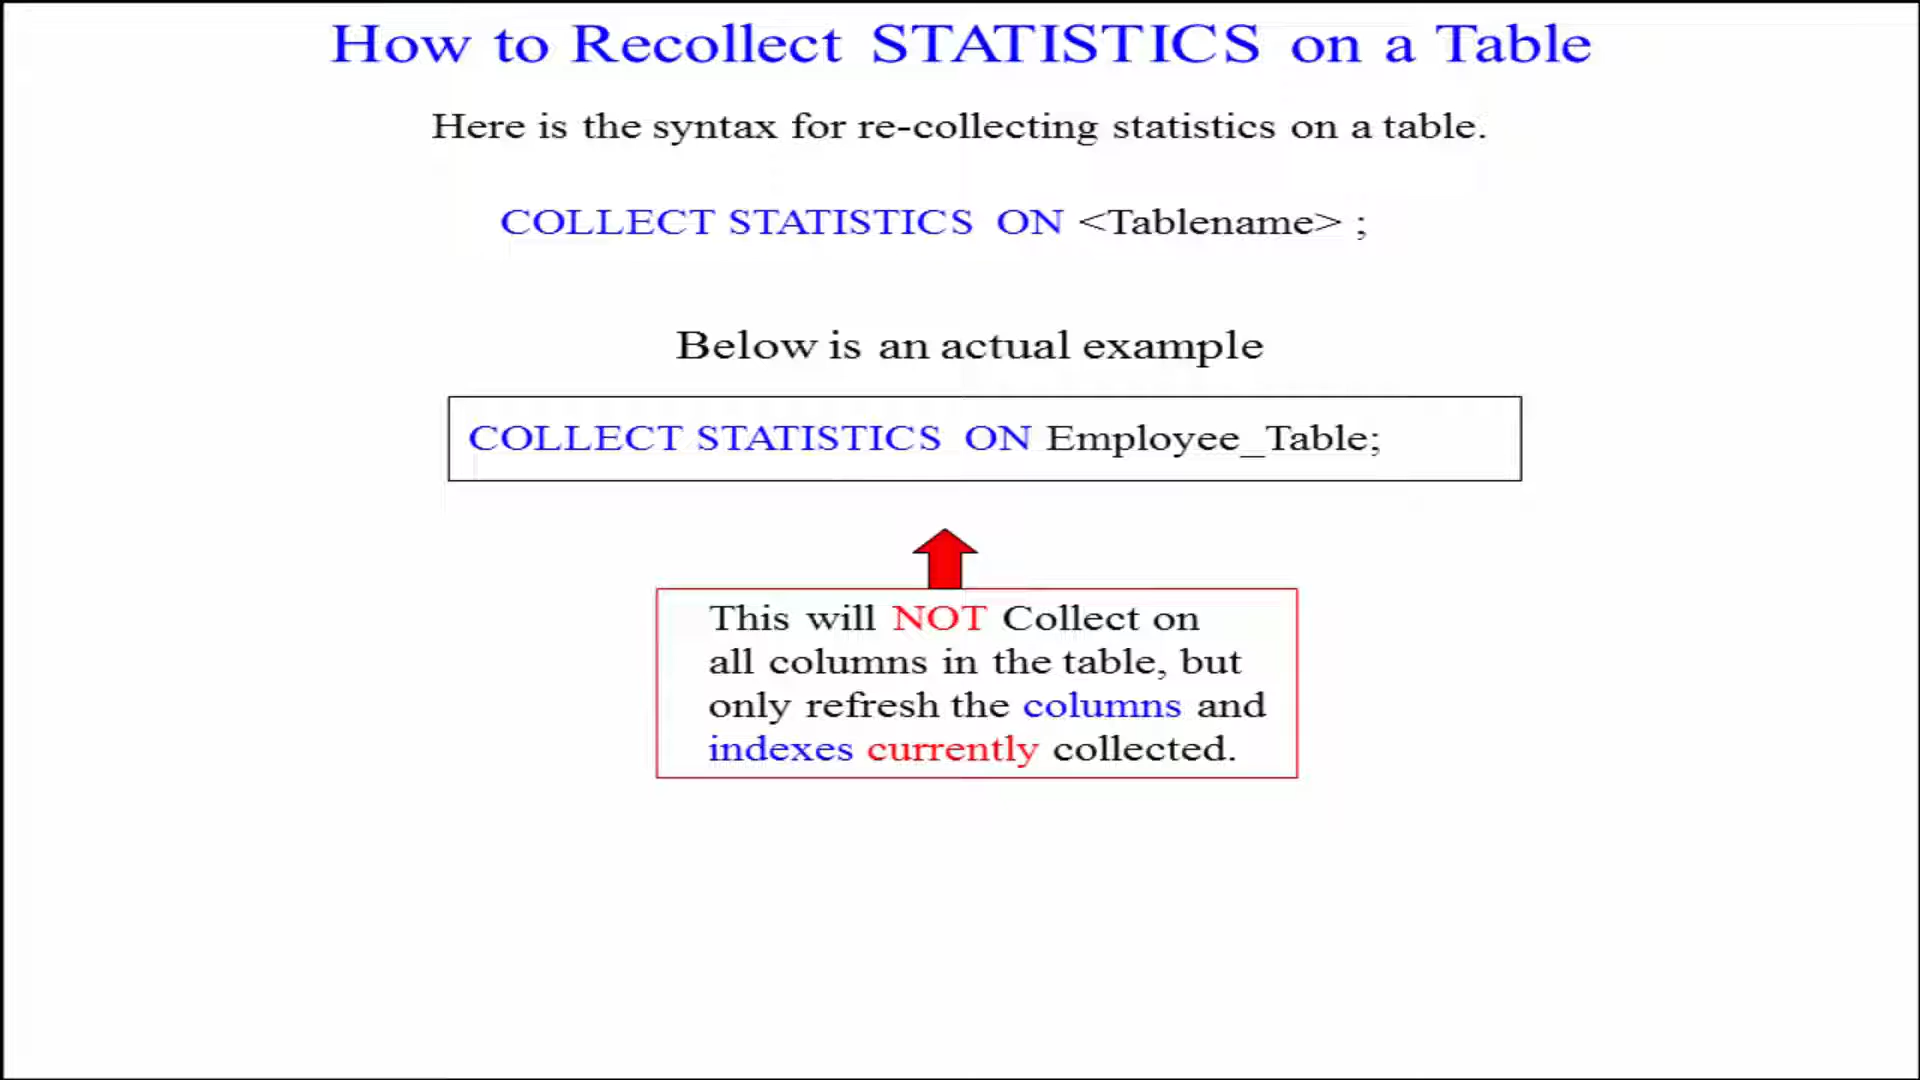 How to Recollect STATISTICS on a Table
Here is the syntax for re-collecting statistics on a table.
COLLECT STATISTICS ON <Tablename> ;
Below is an actual example
COLLECT STATISTICS ON Employee_Table;
This will NOT Collect on
all columns in the table, but
only refresh the columns and
indexes currently collected.